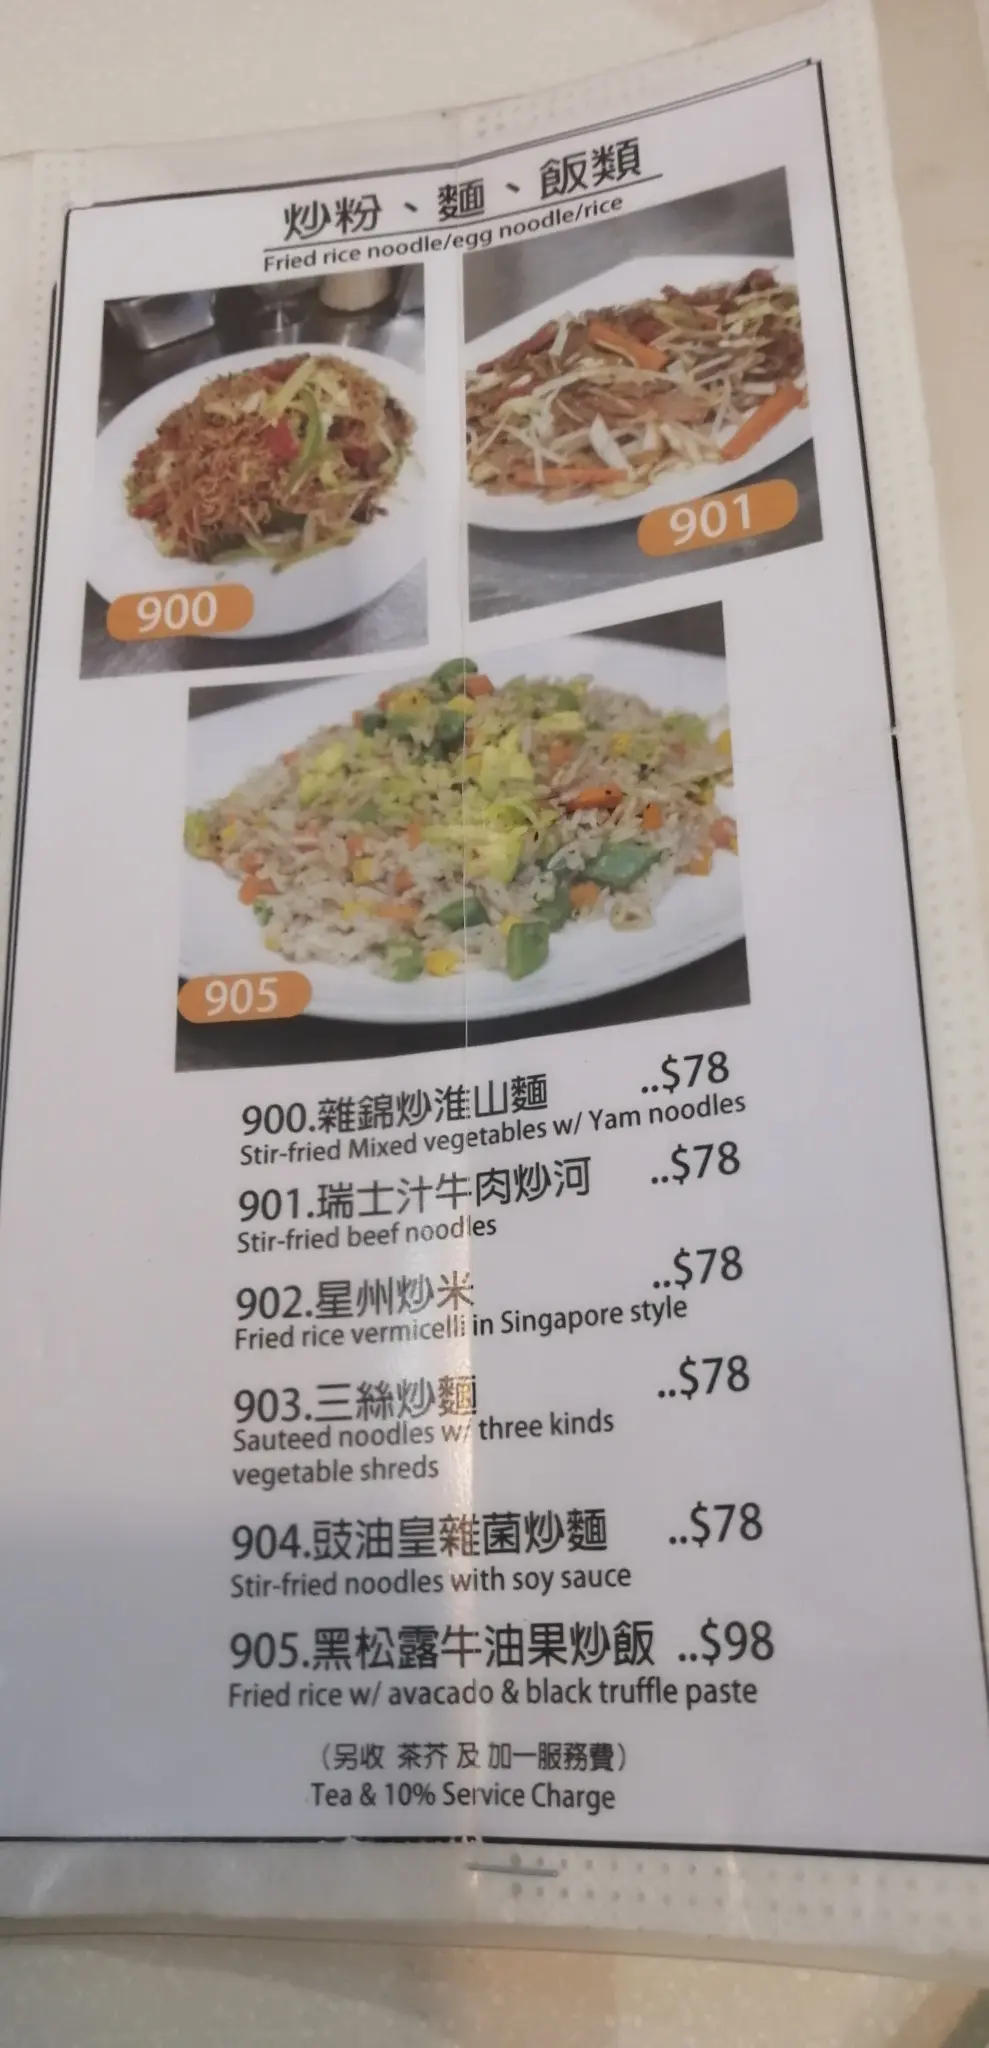 炒粉、麵、飯類
Fried rice noodle/egg noodle/rice
900
901
905
900.雜錦炒淮山麵 ..$78
Stir-fried Mixed vegetables w/ Yam noodles
901.瑞士汁牛肉炒河 ..$78
Stir-fried beef noodles
902.星州炒米 ..$78
Fried rice vermicelli in Singapore style
903.三絲炒麵 ..$78
Sauteed noodles w/ three kinds
vegetable shreds
904.豉油皇雜菌炒麵 ..$78
Stir-fried noodles with soy sauce
905.黑松露牛油果炒飯 ..$98
Fried rice w/ avacado & black truffle paste
（另收 茶芥 及 加一服務費）
Tea & 10% Service Charge